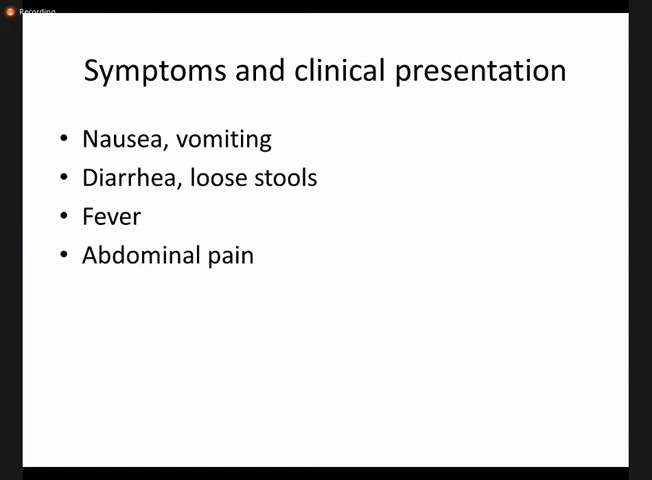 Recording
Symptoms and clinical presentation
• Nausea, vomiting
• Diarrhea, loose stools
• Fever
• Abdominal pain